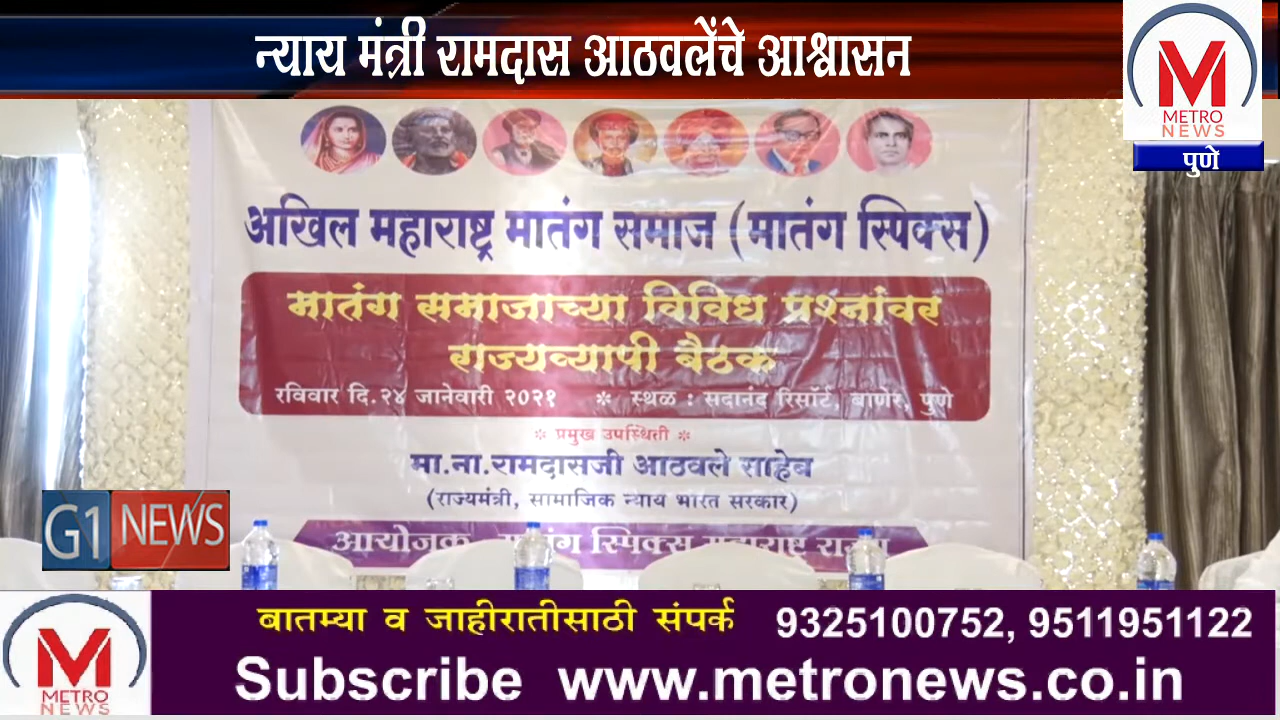 न्याय मंत्री रामदास आठवलेंचे आश्वासन
METRO
NEWS
पुणे
अखिल महाराष्ट्र मातंग समाज (मातंग स्पिक्स)
मातंग समाजाच्या विविध प्रश्नांवर
राज्यव्यापी बैठक
रविवार दि.२४ जानेवारी २०२१ * स्थळ : सदानंद रिसॉर्ट, बाणेर, पुणे
* प्रमुख उपस्थिती *
मा.ना.रामदासजी आठवले साहेब
(राज्यमंत्री, सामाजिक न्याय भारत सरकार)
आयोजक मातंग स्पिक्स महाराष्ट्र राज्य
G1 NEWS
बातम्या व जाहीरातीसाठी संपर्क 9325100752, 9511951122
METRO
NEWS
Subscribe www.metronews.co.in